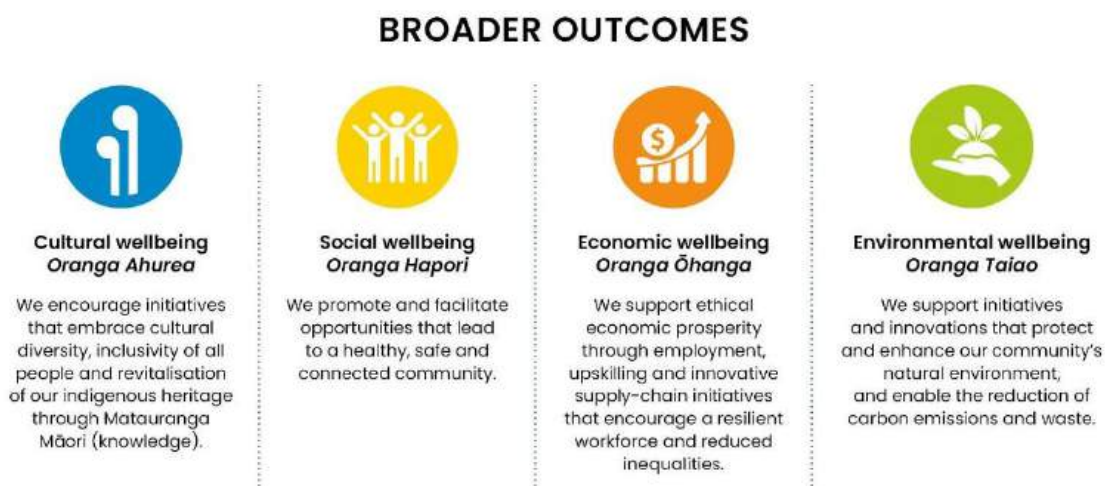 BROADER OUTCOMES
Cultural wellbeing
Oranga Ahurea
We encourage initiatives
that embrace cultural
diversity, inclusivity of all
people and revitalisation
of our indigenous heritage
through Matauranga
Māori (knowledge).
Social wellbeing
Oranga Hapori
We promote and facilitate
opportunities that lead
to a healthy, safe and
connected community.
$
Economic wellbeing
Oranga Ōhanga
We support ethical
economic prosperity
through employment,
upskilling and innovative
supply-chain initiatives
that encourage a resilient
workforce and reduced
inequalities.
Environmental wellbeing
Oranga Taiao
We support initiatives
and innovations that protect
and enhance our community's
natural environment,
and enable the reduction of
carbon emissions and waste.